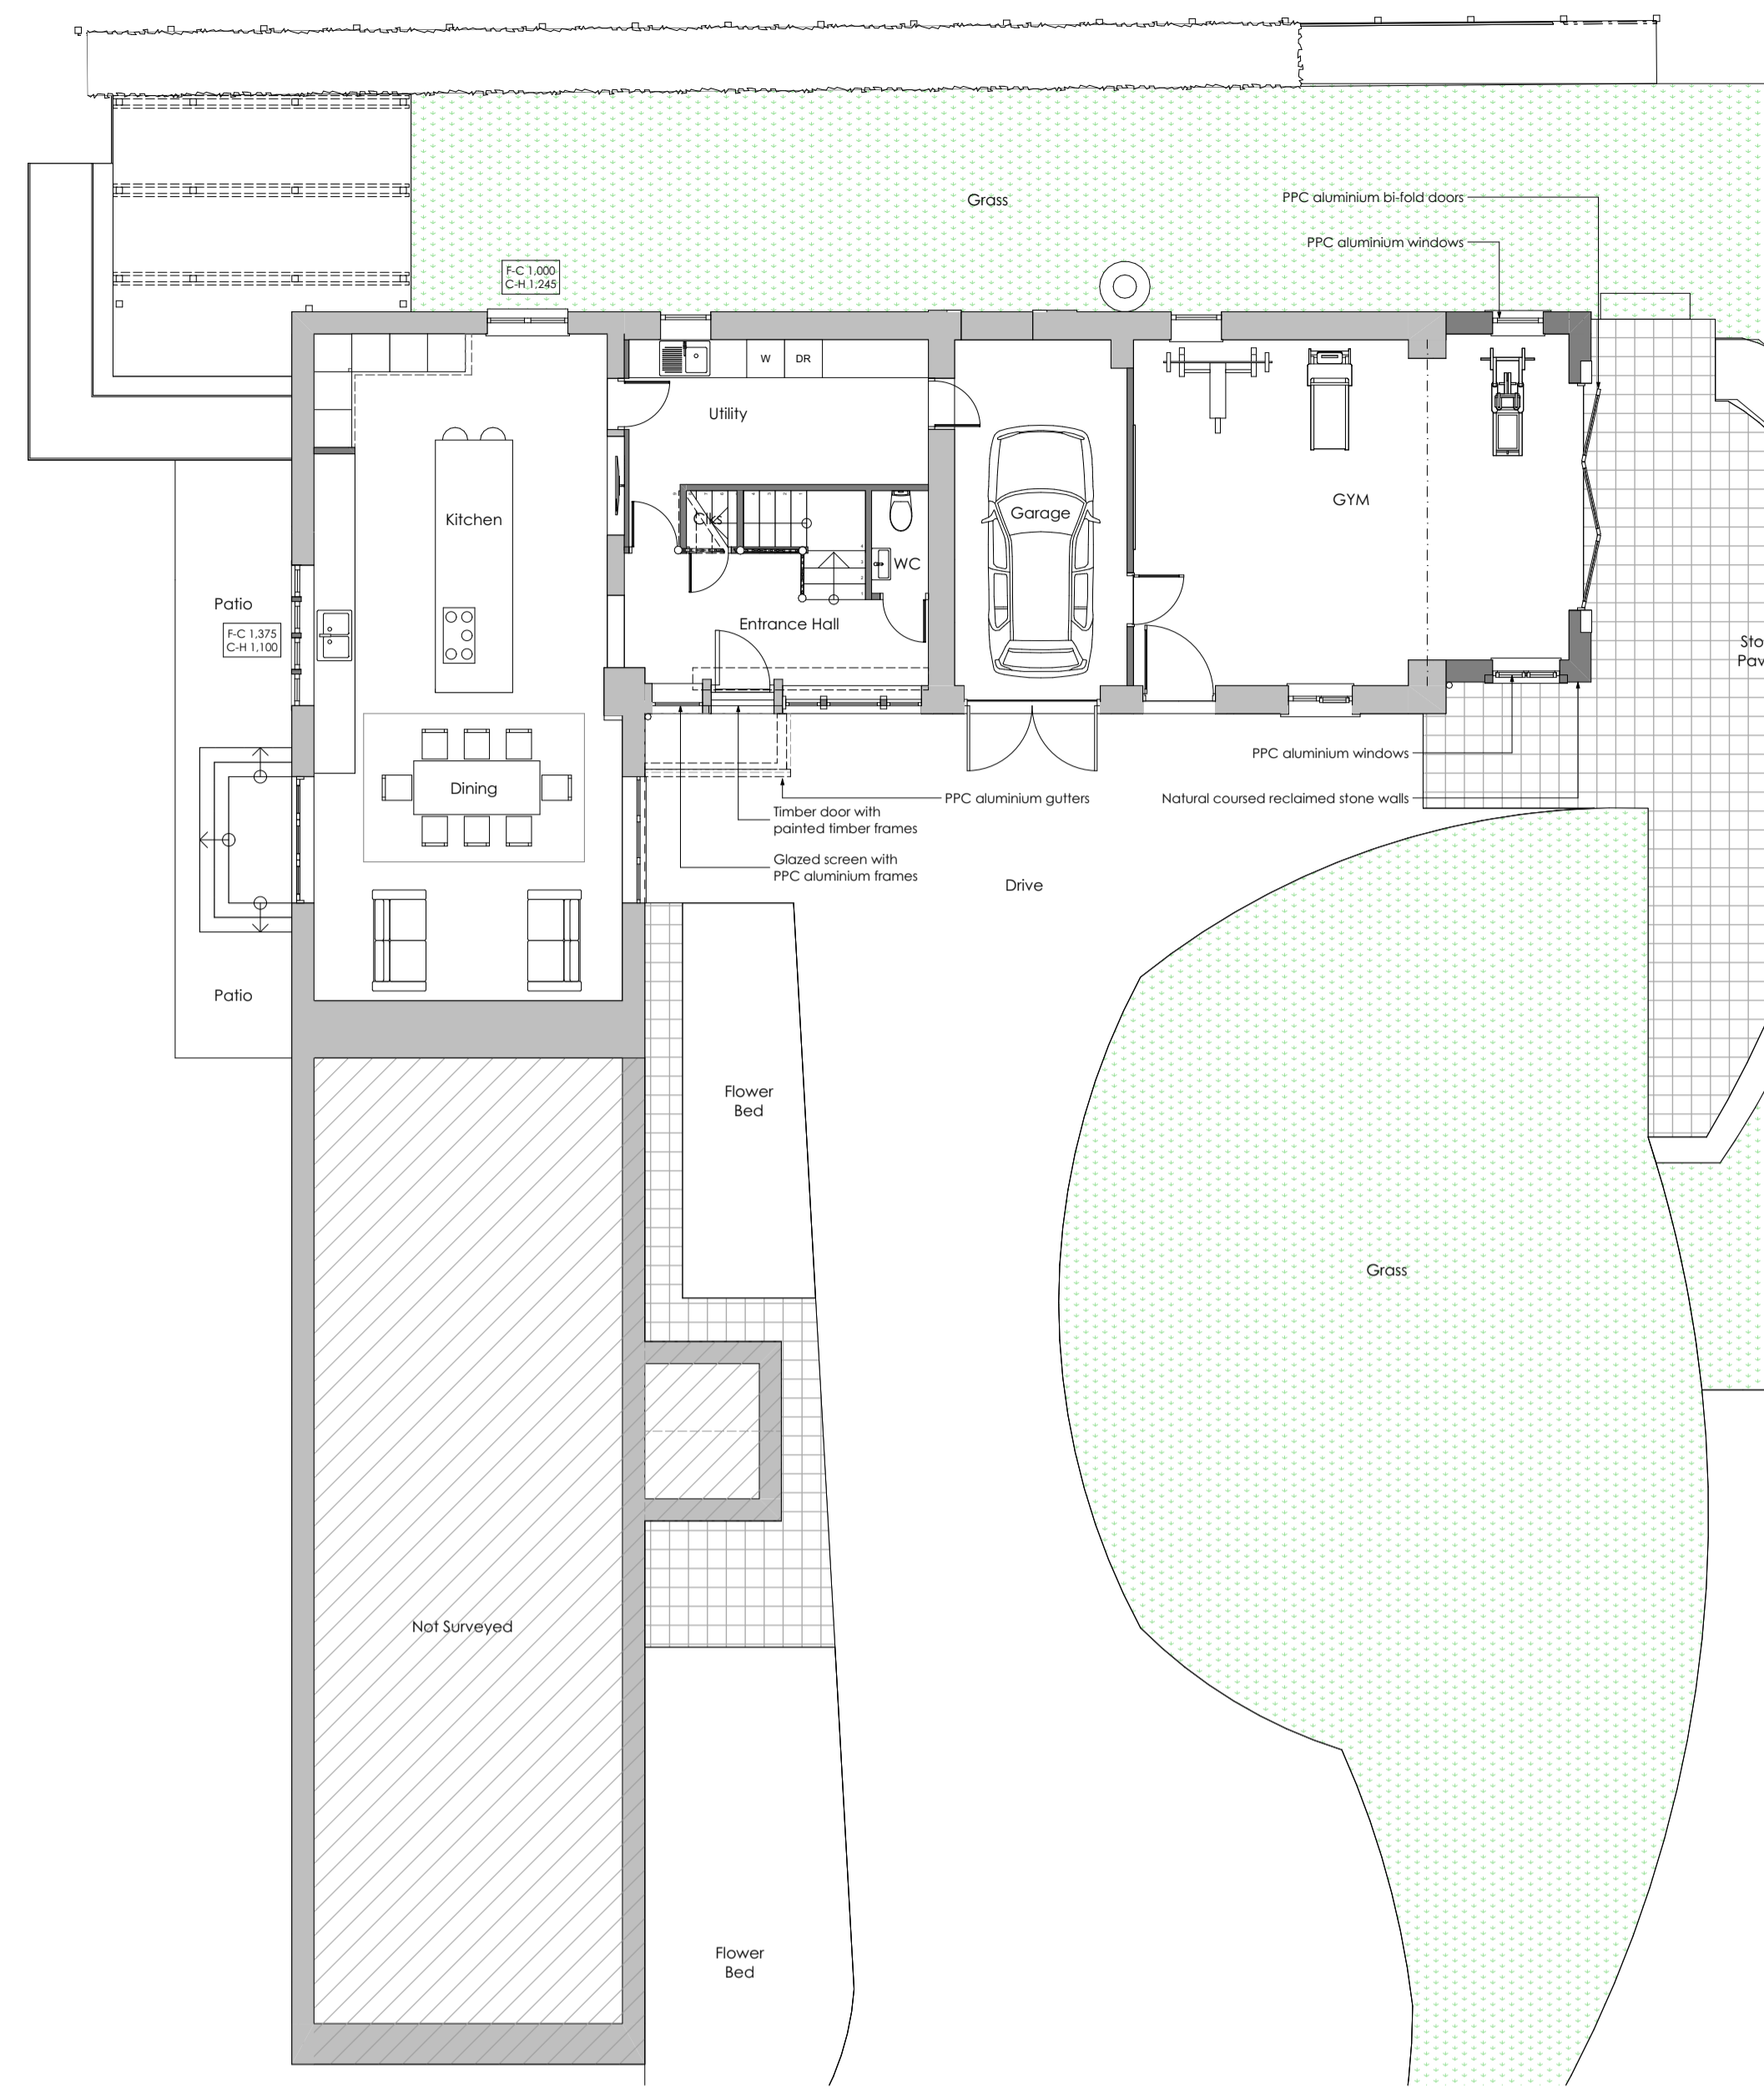 Grass
PPC aluminium bi-fold doors
PPC aluminium windows
F-C 1,000
C-H 1,245
W
DR
Utility
Kitchen
Clks
Garage
GYM
WC
Patio
F-C 1,375
C-H 1,100
Entrance Hall
PPC aluminium windows
Dining
PPC aluminium gutters
Natural coursed reclaimed stone walls
Timber door with
painted timber frames
Glazed screen with
PPC aluminium frames
Drive
Patio
Flower
Bed
Grass
Not Surveyed
Flower
Bed